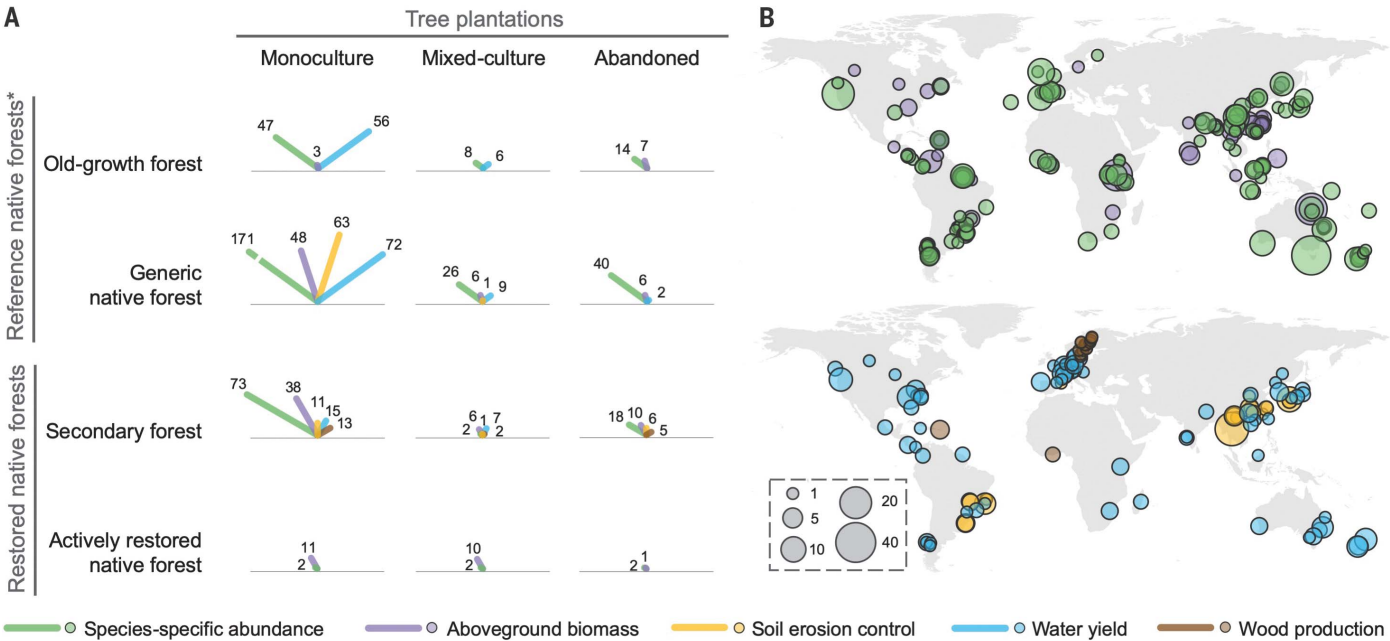 A
Tree plantations
Monoculture
Mixed-culture
Abandoned
Reference native forests*
Old-growth forest
47
3
56
8
6
14
7
Generic
native forest
171
48
63
72
26
6
1
9
40
6
2
Restored native forests
Secondary forest
73
38
11
15
13
6
2
1
7
2
18
10
6
5
Actively restored
native forest
11
2
10
2
1
2
B
1
5
10
20
40
Species-specific abundance
Aboveground biomass
Soil erosion control
Water yield
Wood production